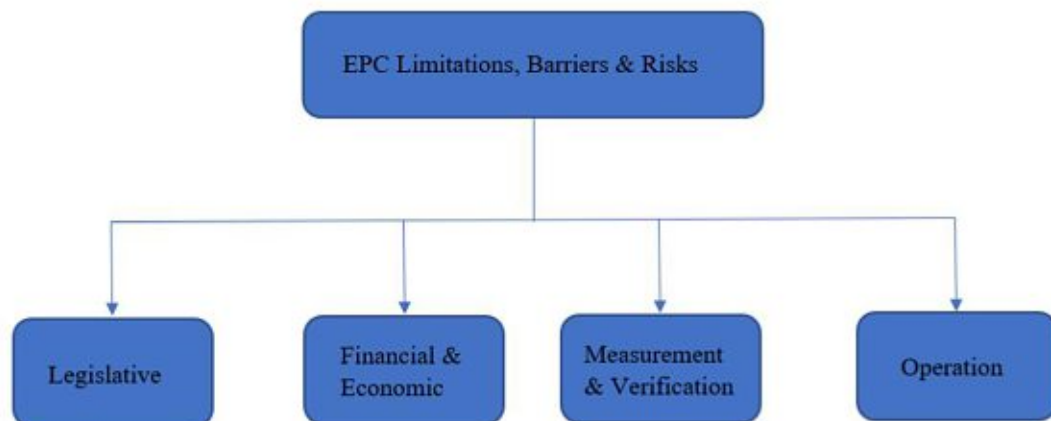 EPC Limitations, Barriers & Risks
Legislative
Financial &
Economic
Measurement
& Verification
Operation